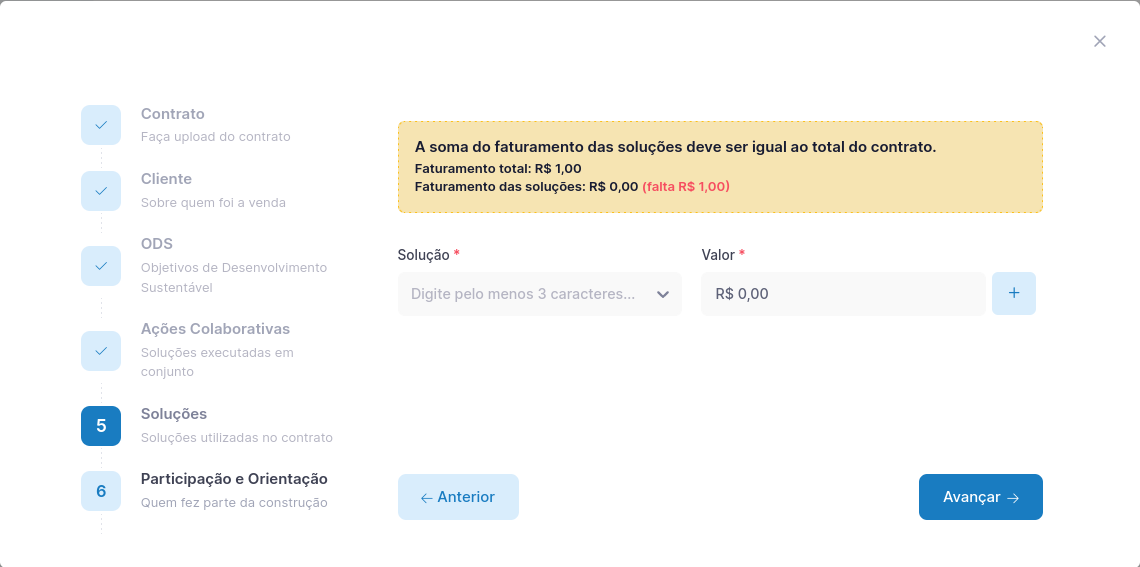 Contrato
Faça upload do contrato
Cliente
Sobre quem foi a venda
ODS
Objetivos de Desenvolvimento
Sustentável
Ações Colaborativas
Soluções executadas em
conjunto
5
Soluções
Soluções utilizadas no contrato
6
Participação e Orientação
Quem fez parte da construção
A soma do faturamento das soluções deve ser igual ao total do contrato.
Faturamento total: R$ 1,00
Faturamento das soluções: R$ 0,00 (falta R$ 1,00)
Solução *
Valor *
Digite pelo menos 3 caracteres...
R$ 0,00
+
← Anterior
Avançar →